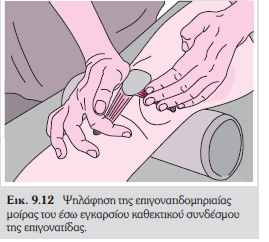 Εικ. 9.12 Ψηλάφηση της επιγονατιδομηριαίας
μοίρας του έσω εγκαρσίου καθεκτικού συνδέσμου
της επιγονατίδας.